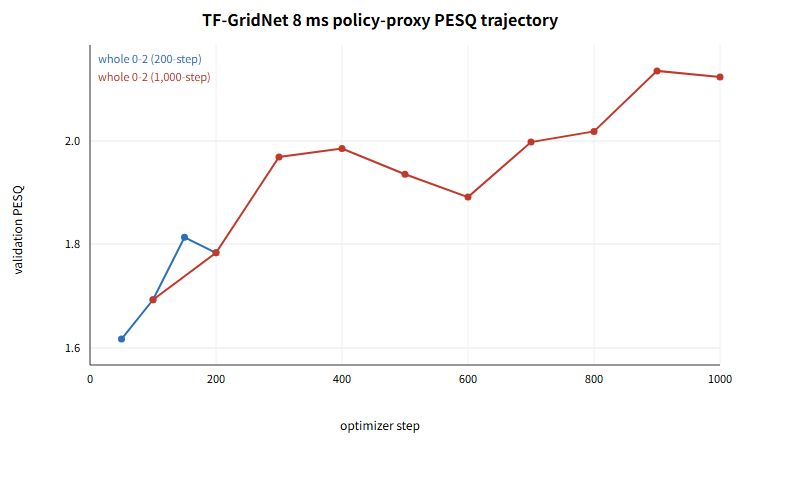 TF-GridNet 8 ms policy-proxy PESQ trajectory
whole 0-2 (200-step)
whole 0-2 (1,000-step)
2.0
1.8
1.6
validation PESQ
0 200 400 600 800 1000
optimizer step